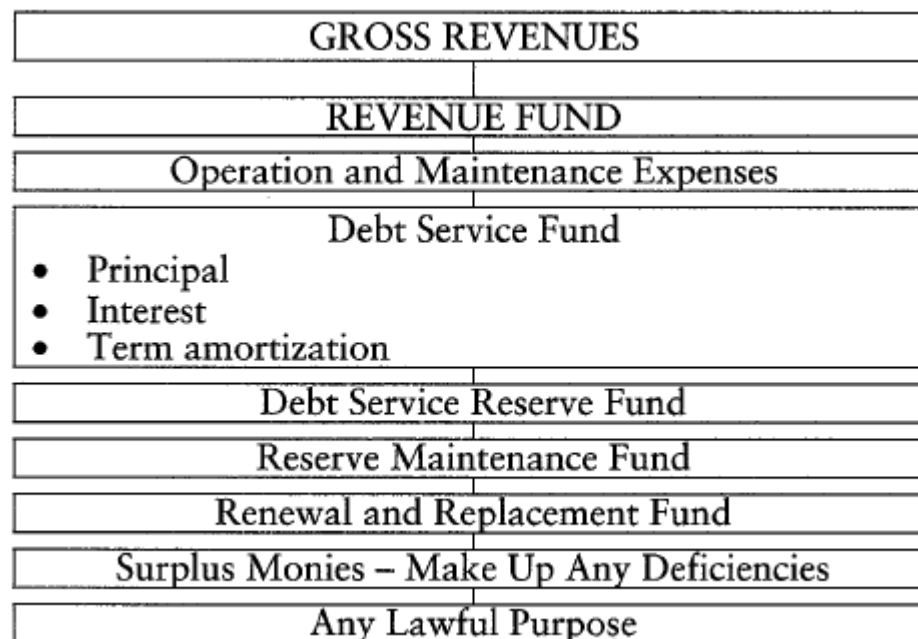 GROSS REVENUES
REVENUE FUND
Operation and Maintenance Expenses
Debt Service Fund
• Principal
• Interest
• Term amortization
Debt Service Reserve Fund
Reserve Maintenance Fund
Renewal and Replacement Fund
Surplus Monies – Make Up Any Deficiencies
Any Lawful Purpose